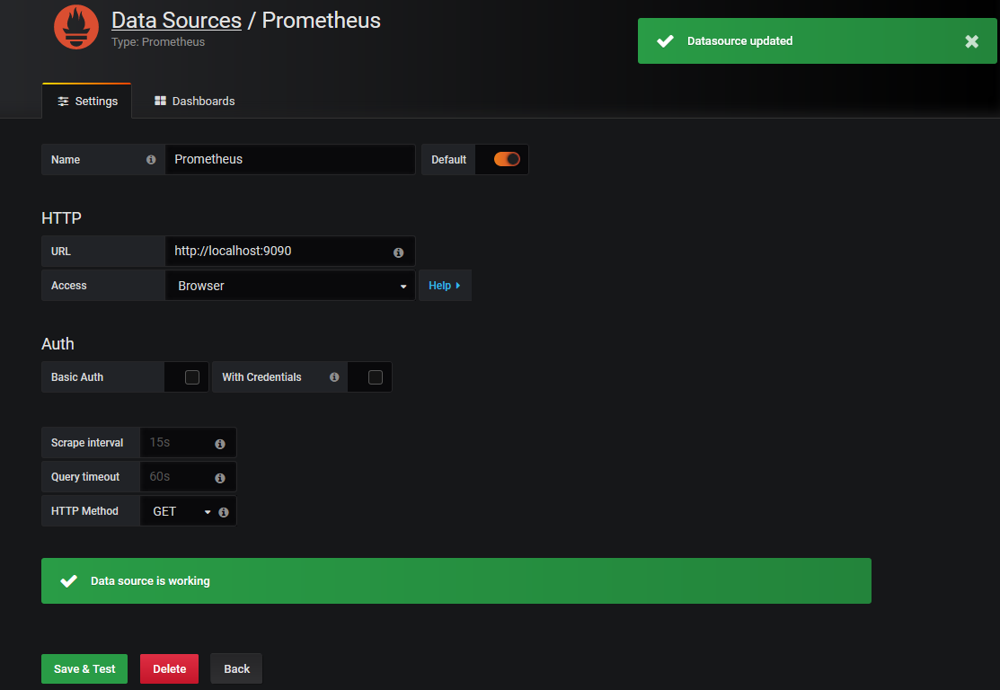 Data Sources / Prometheus
Type: Prometheus
Datasource updated
Settings
Dashboards
Name
Prometheus
Default
HTTP
URL
http://localhost:9090
Access
Browser
Help
Auth
Basic Auth
With Credentials
Scrape interval
15s
Query timeout
60s
HTTP Method
GET
Data source is working
Save & Test
Delete
Back